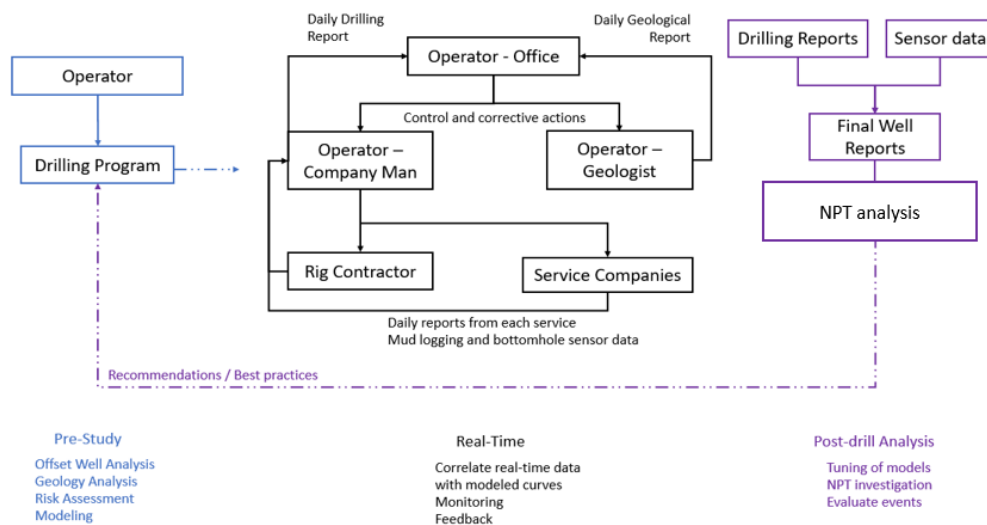 Daily Drilling
Report
Daily Geological
Report
Operator
Drilling Program
Operator - Office
Control and corrective actions
Operator –
Company Man
Operator –
Geologist
Rig Contractor
Service Companies
Daily reports from each service
Mud logging and bottomhole sensor data
Drilling Reports
Sensor data
Final Well
Reports
NPT analysis
Recommendations / Best practices
Pre-Study
Offset Well Analysis
Geology Analysis
Risk Assessment
Modeling
Real-Time
Correlate real-time data
with modeled curves
Monitoring
Feedback
Post-drill Analysis
Tuning of models
NPT investigation
Evaluate events